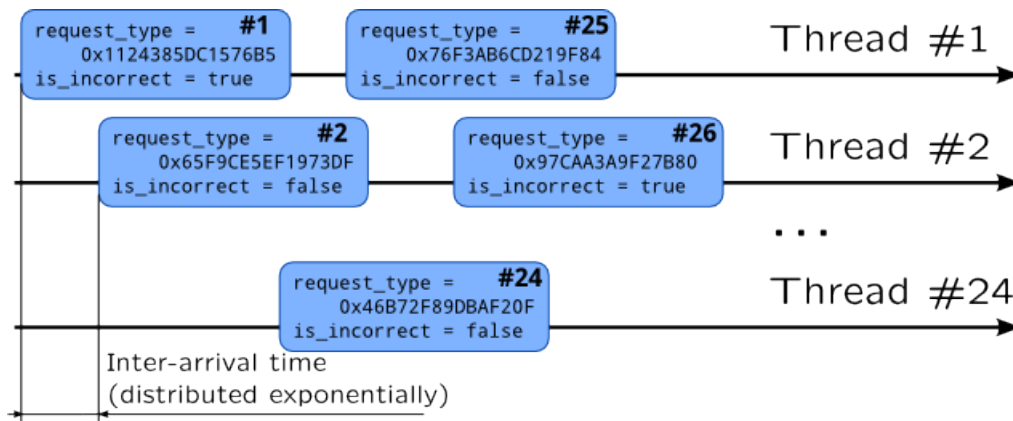 request_type = #1
0x1124385DC1576B5
is_incorrect = true
request_type = #25
0x76F3AB6CD219F84
is_incorrect = false
Thread #1
request_type = #2
0x65F9CE5EF1973DF
is_incorrect = false
request_type = #26
0x97CAA3A9F27B80
is_incorrect = true
Thread #2
...
request_type = #24
0x46B72F89DBAF20F
is_incorrect = false
Thread #24
Inter-arrival time
(distributed exponentially)